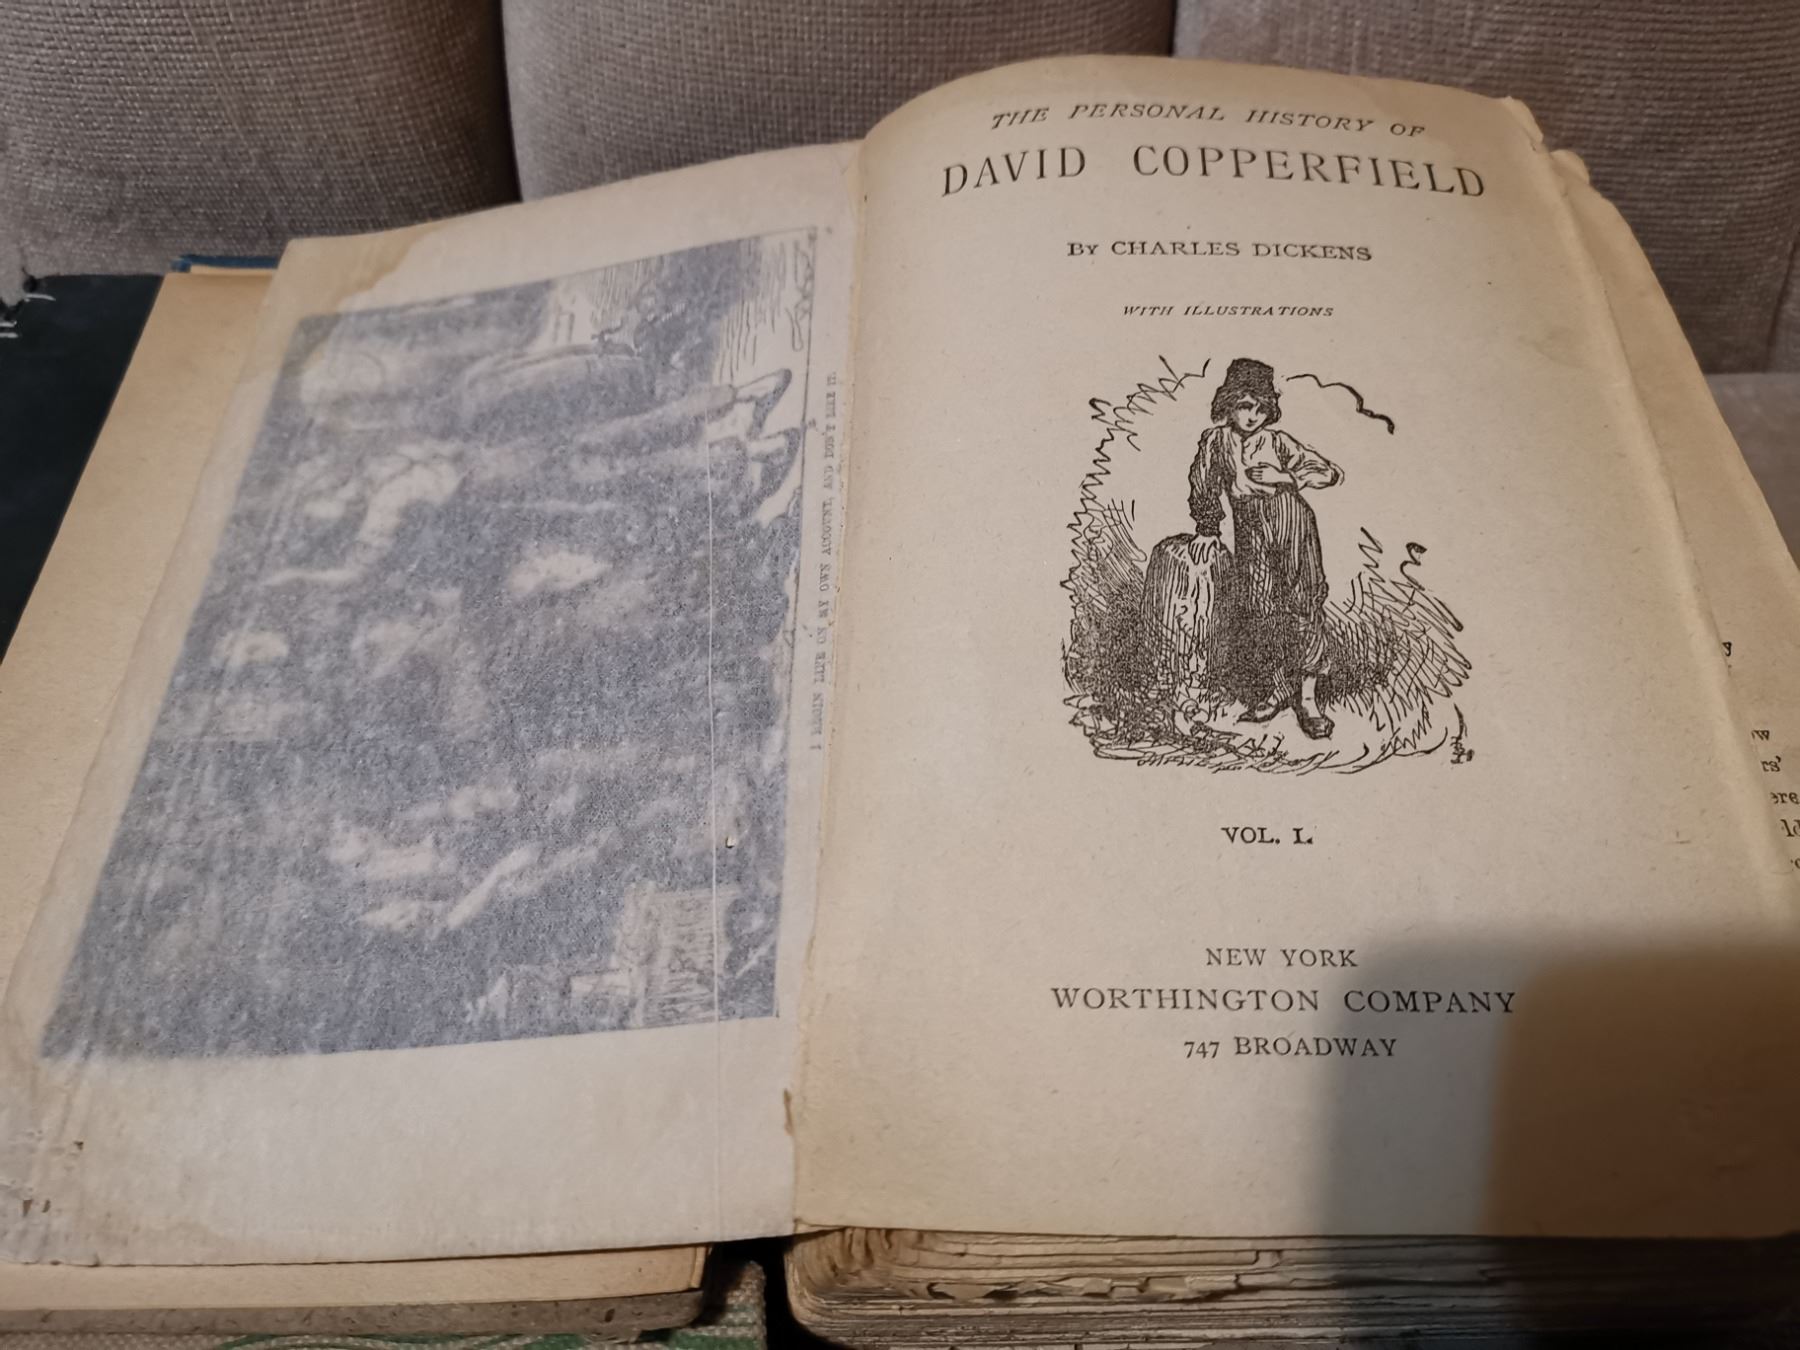 I BEGIN LIFE ON MY OWN ACCOUNT, AND DON'T LIKE IT.
THE PERSONAL HISTORY OF
DAVID COPPERFIELD
BY CHARLES DICKENS
WITH ILLUSTRATIONS
VOL. I.
NEW YORK
WORTHINGTON COMPANY
747 BROADWAY